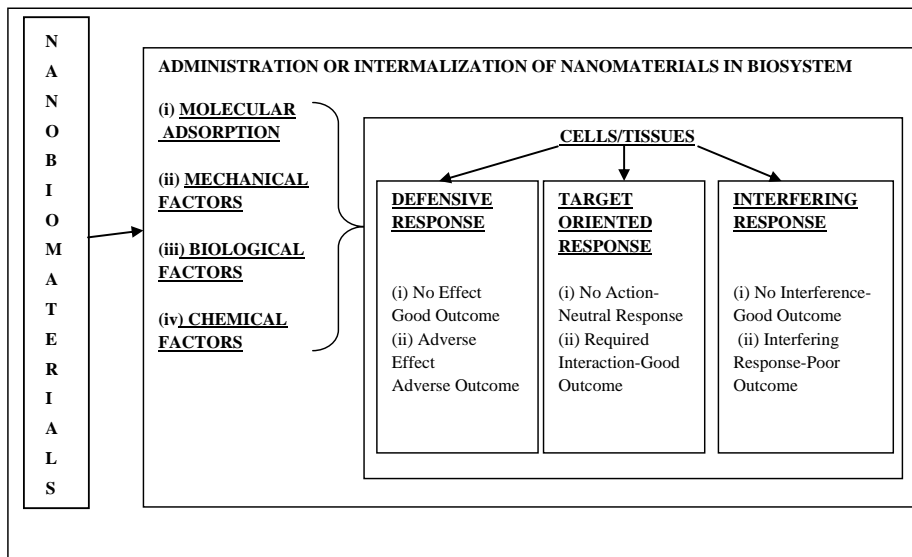 NANOBIOMATERIALS
ADMINISTRATION OR INTERMALIZATION OF NANOMATERIALS IN BIOSYSTEM
(i) MOLECULAR
ADSORPTION
(ii) MECHANICAL
FACTORS
(iii) BIOLOGICAL
FACTORS
(iv) CHEMICAL
FACTORS
CELLS/TISSUES
DEFENSIVE
RESPONSE
(i) No Effect
Good Outcome
(ii) Adverse
Effect
Adverse Outcome
TARGET
ORIENTED
RESPONSE
(i) No Action-
Neutral Response
(ii) Required
Interaction-Good
Outcome
INTERFERING
RESPONSE
(i) No Interference-
Good Outcome
(ii) Interfering
Response-Poor
Outcome